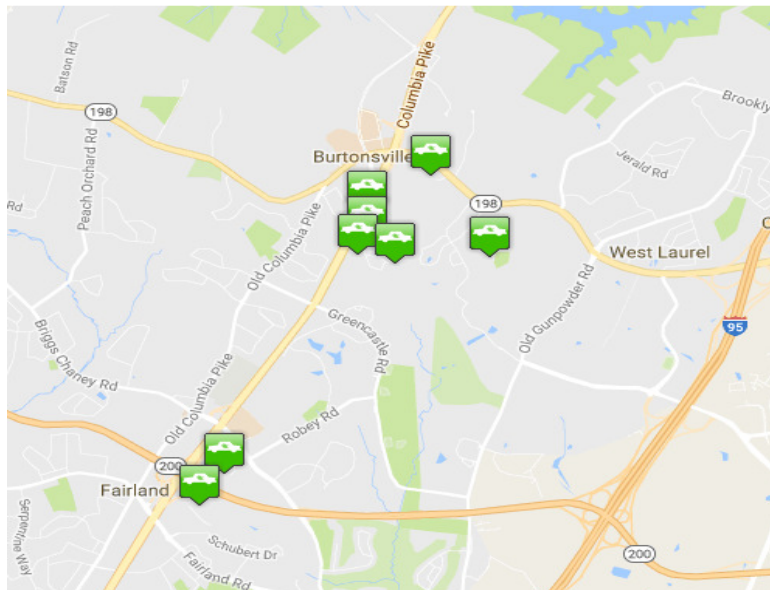 Batson Rd
198
Columbia Pike
Brookly
Burtonsville
Jerald Rd
Peach Orchard Rd
Rd
198
Old Columbia Pike
West Laurel
Old Gunpowder Rd
Greencastle Rd
95
Briggs Chaney Rd
Old Columbia Pike
Robey Rd
200
Fairland
Serpentine Way
Schubert Dr
Fairland Rd
200